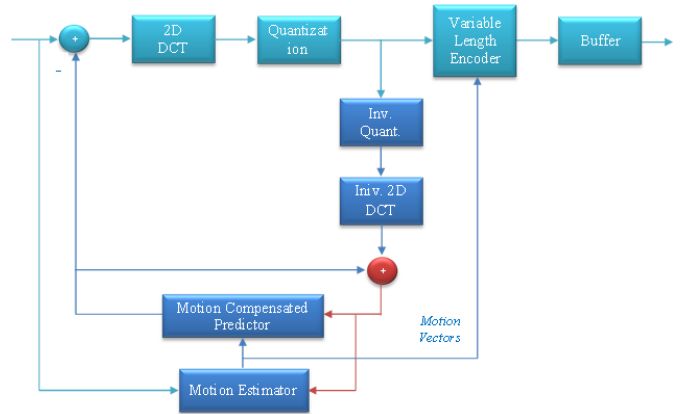 +
2D
DCT
Quantizat
ion
Variable
Length
Encoder
Buffer
-
Inv.
Quant.
Iniv. 2D
DCT
+
Motion Compensated
Predictor
Motion
Vectors
Motion Estimator